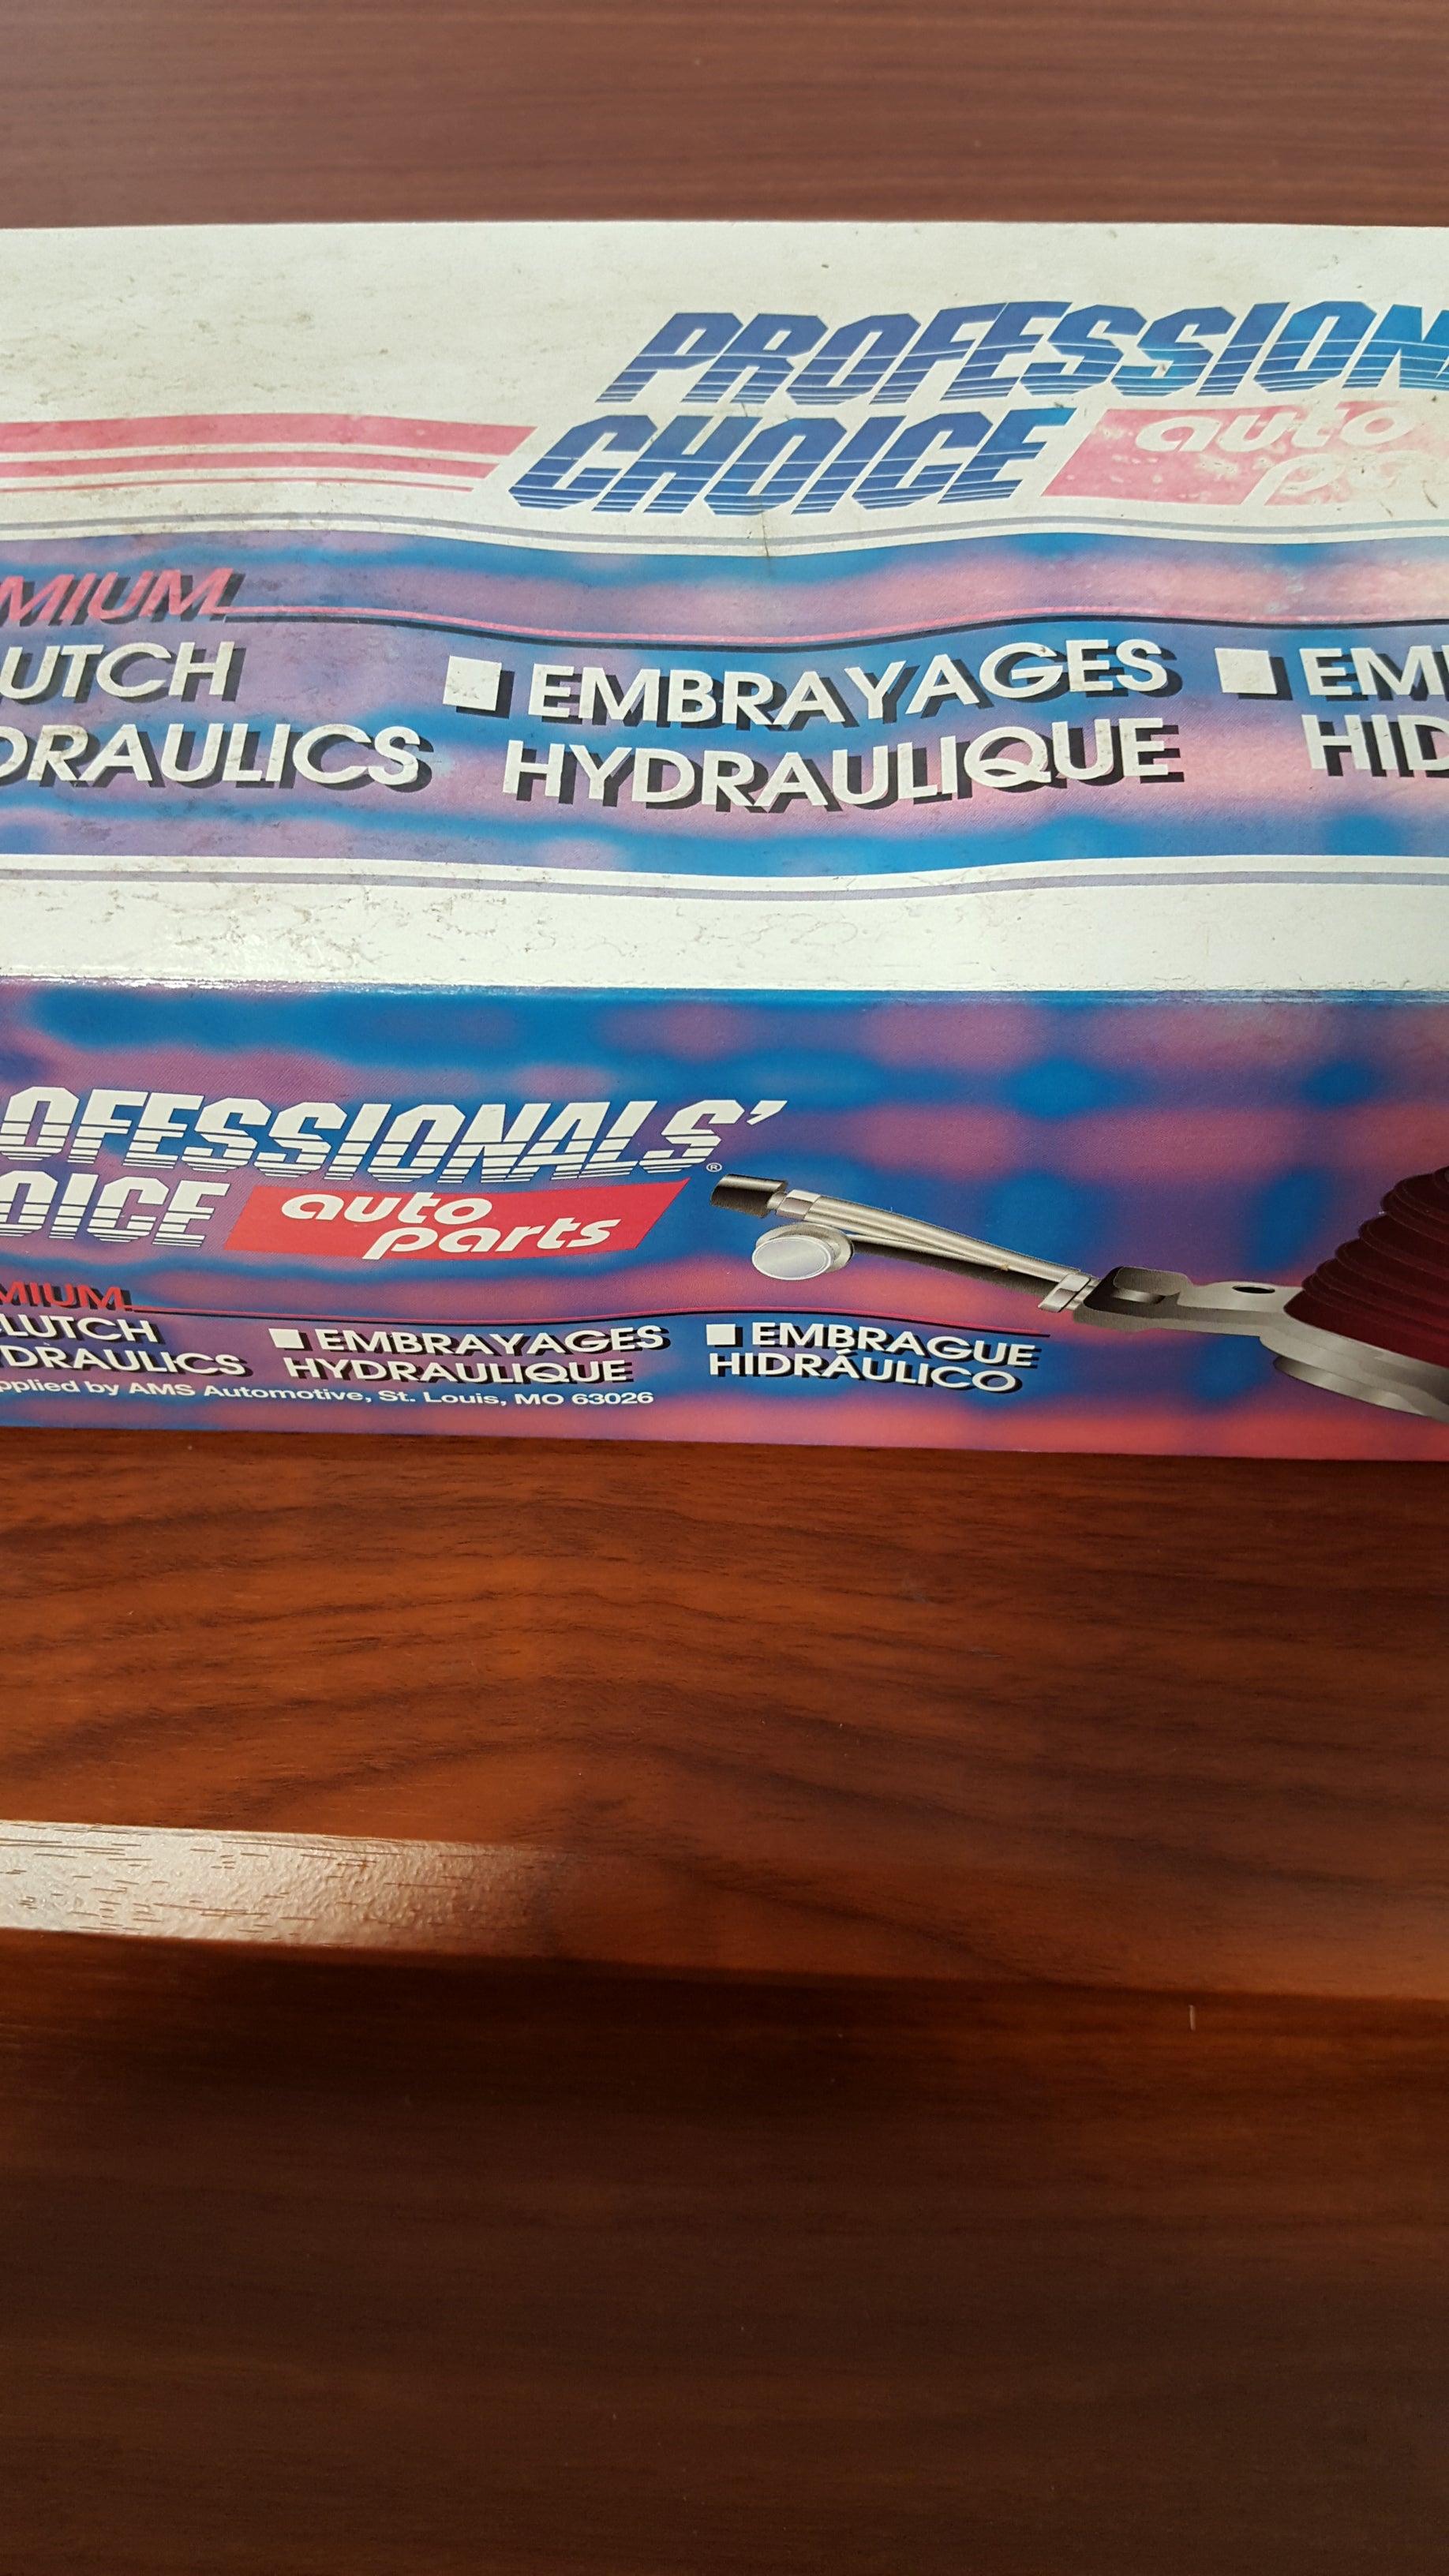 PROFESSION
CHOICE auto
pa
MIUM
UTCH
DRAULICS
EMBRAYAGES
HYDRAULIQUE
EM
HID
OFESSIONALS'®
OICE auto
parts
MIUM
LUTCH
DRAULICS
EMBRAYAGES
HYDRAULIQUE
EMBRAGUE
HIDRÁULICO
pplied by AMS Automotive, St. Louis, MO 63026